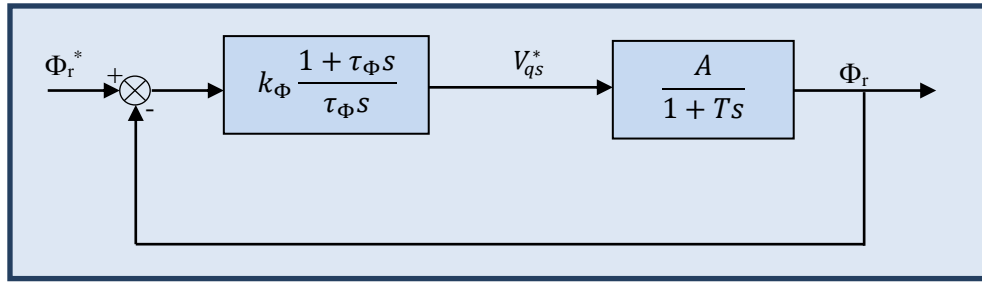 Φr*
+
-
kΦ (1 + τΦs)/(τΦs)
V*qs
A/(1 + Ts)
Φr